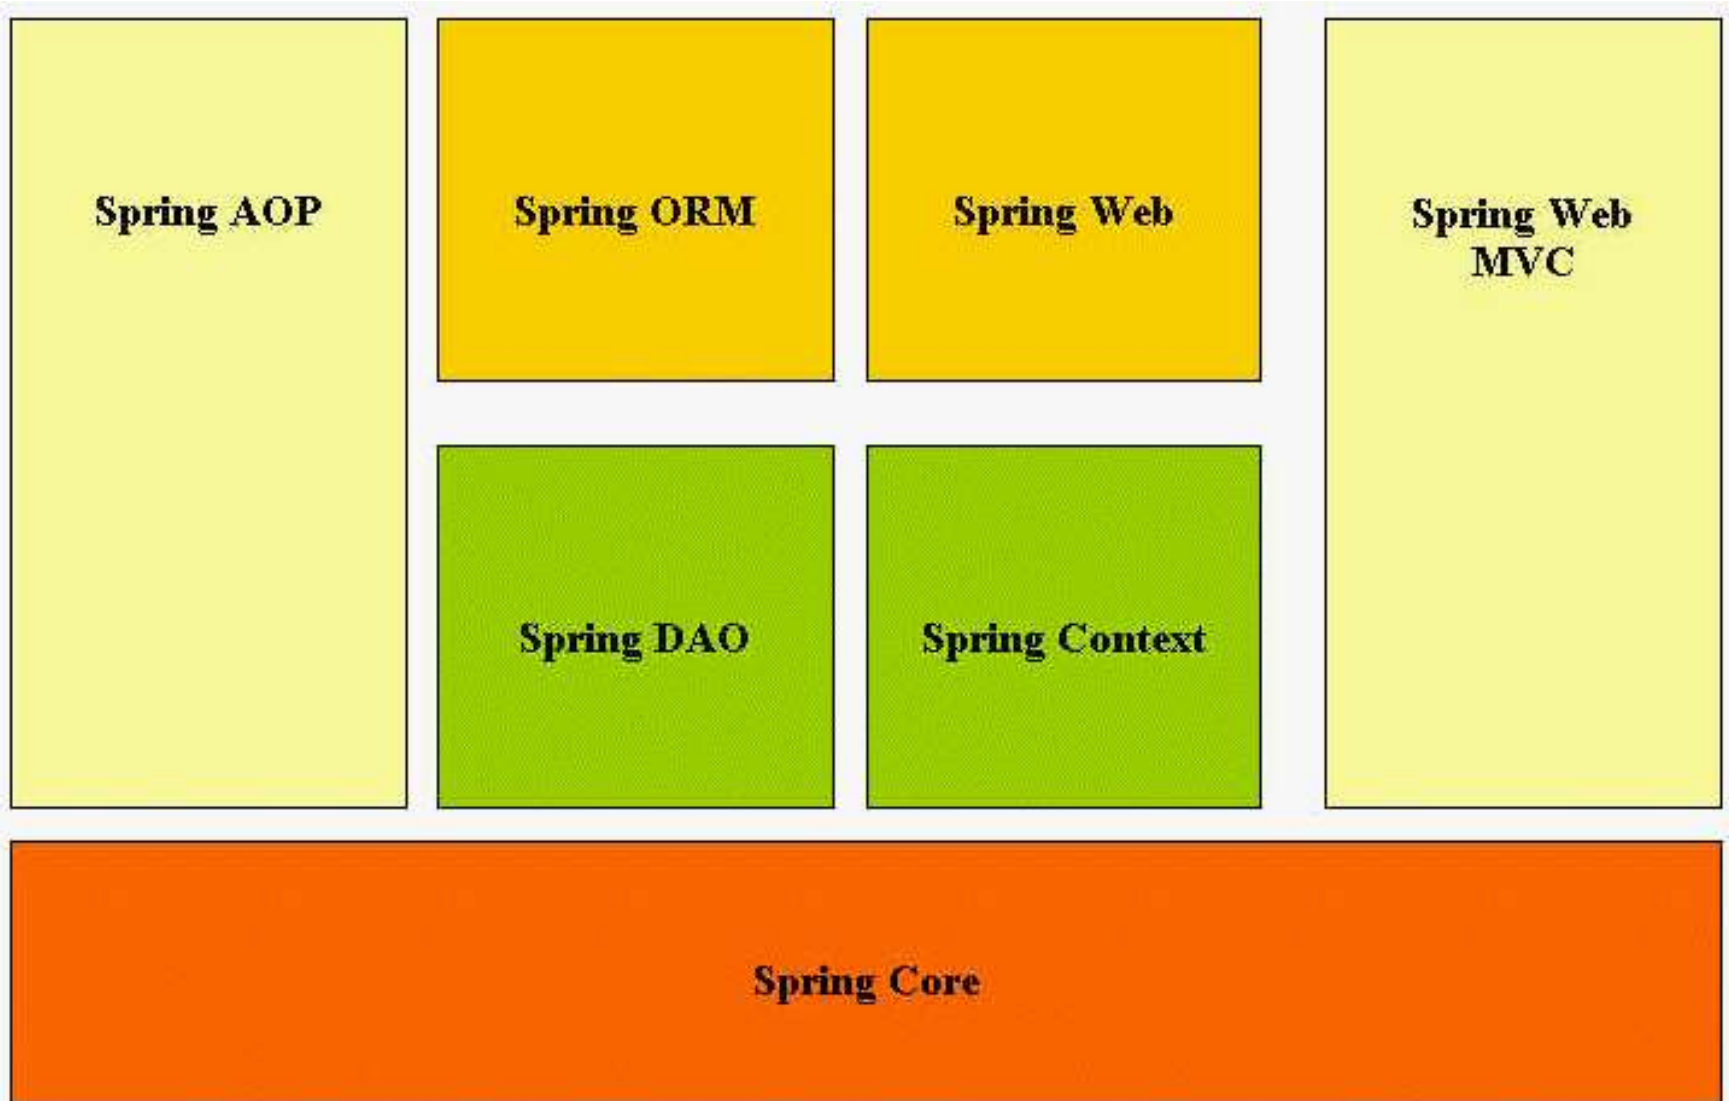 Spring AOP
Spring ORM
Spring Web
Spring Web
MVC
Spring DAO
Spring Context
Spring Core